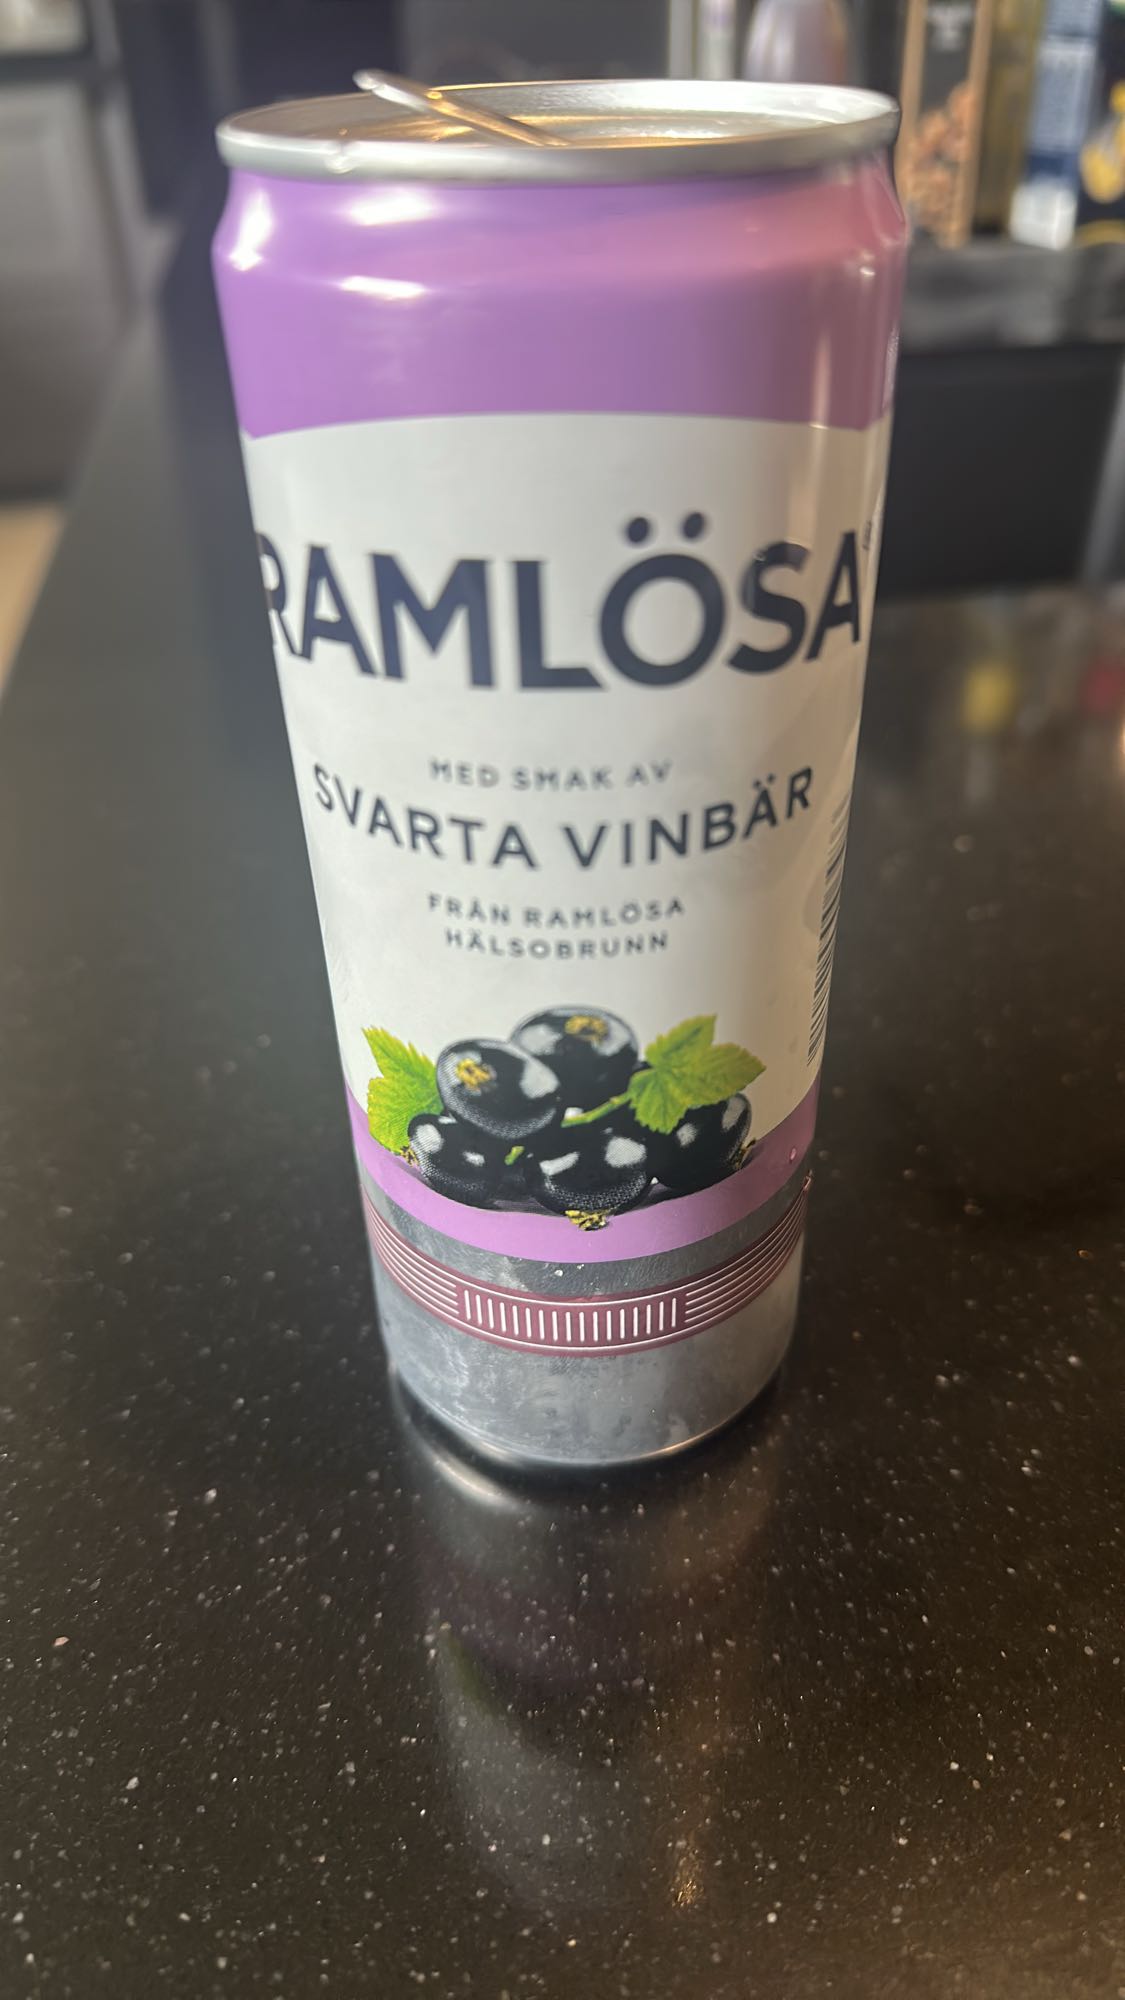 RAMLÖSA
MED SMAK AV
SVARTA VINBÄR
FRÅN RAMLÖSA
HÄLSOBRUNN